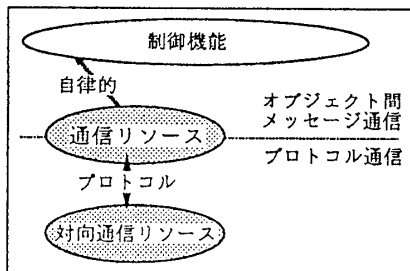 制御機能
自律的
オブジェクト間
メッセージ通信
通信リソース
プロトコル通信
プロトコル
対向通信リソース